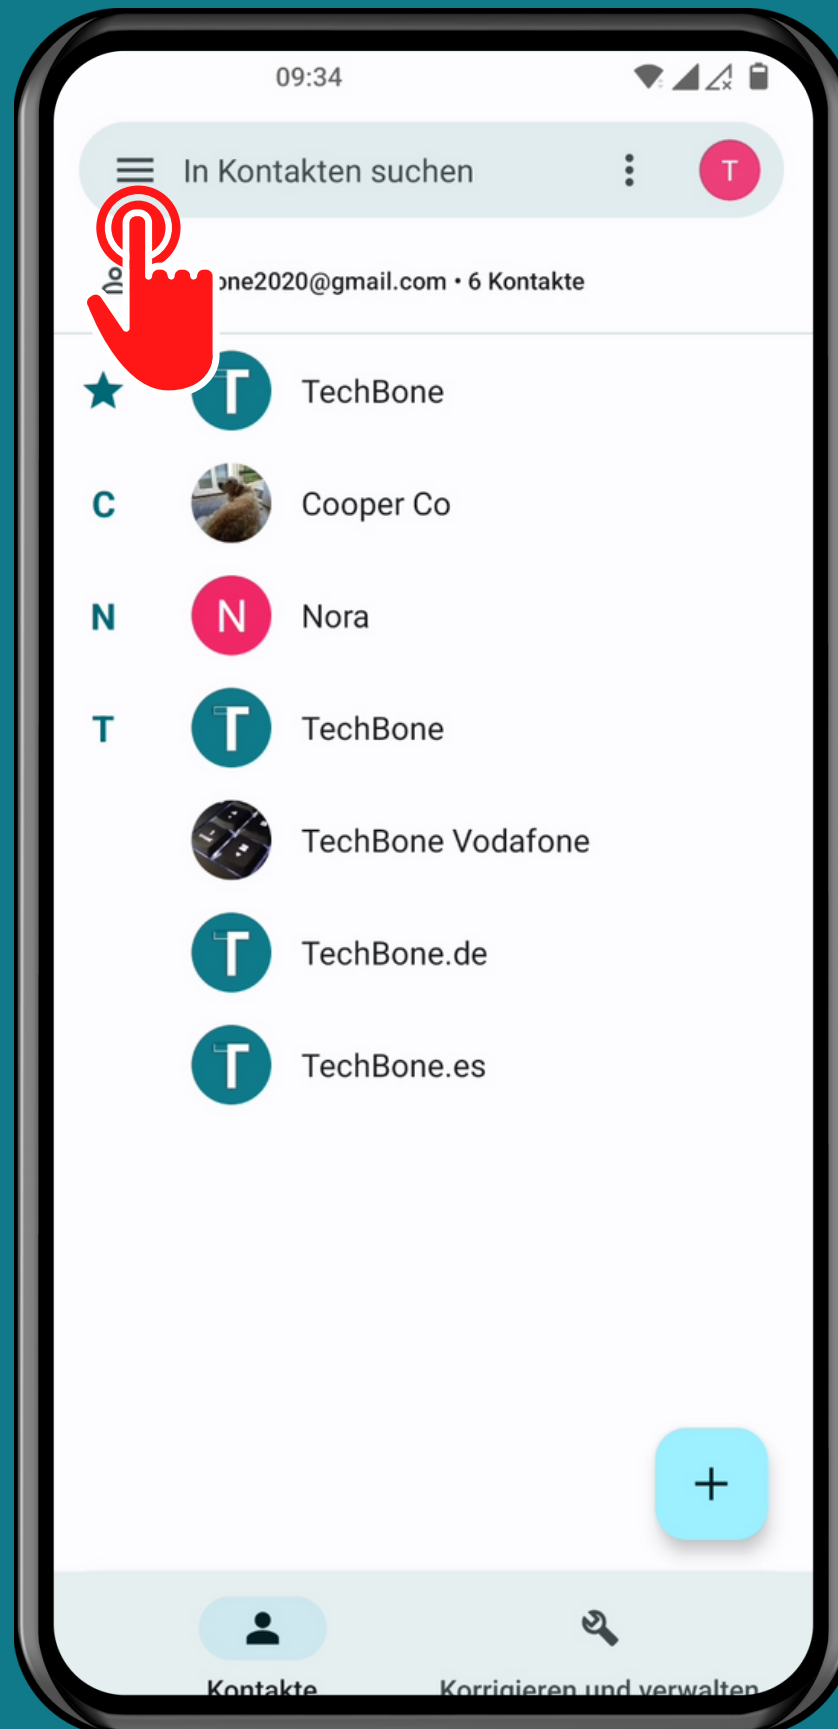 09:34
In Kontakten suchen
T
one2020@gmail.com • 6 Kontakte
T TechBone
C Cooper Co
N N Nora
T T TechBone
TechBone Vodafone
T TechBone.de
T TechBone.es
+
Kontakte Korrigieren und verwalten